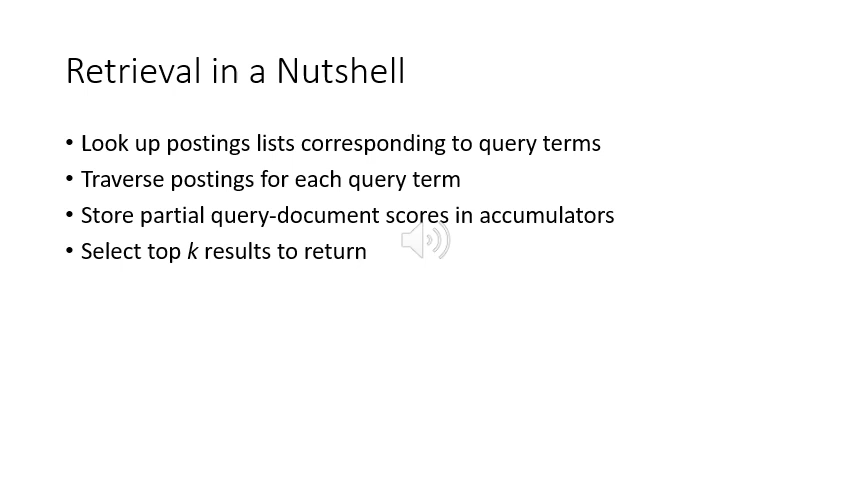 Retrieval in a Nutshell
• Look up postings lists corresponding to query terms
• Traverse postings for each query term
• Store partial query-document scores in accumulators
• Select top k results to return